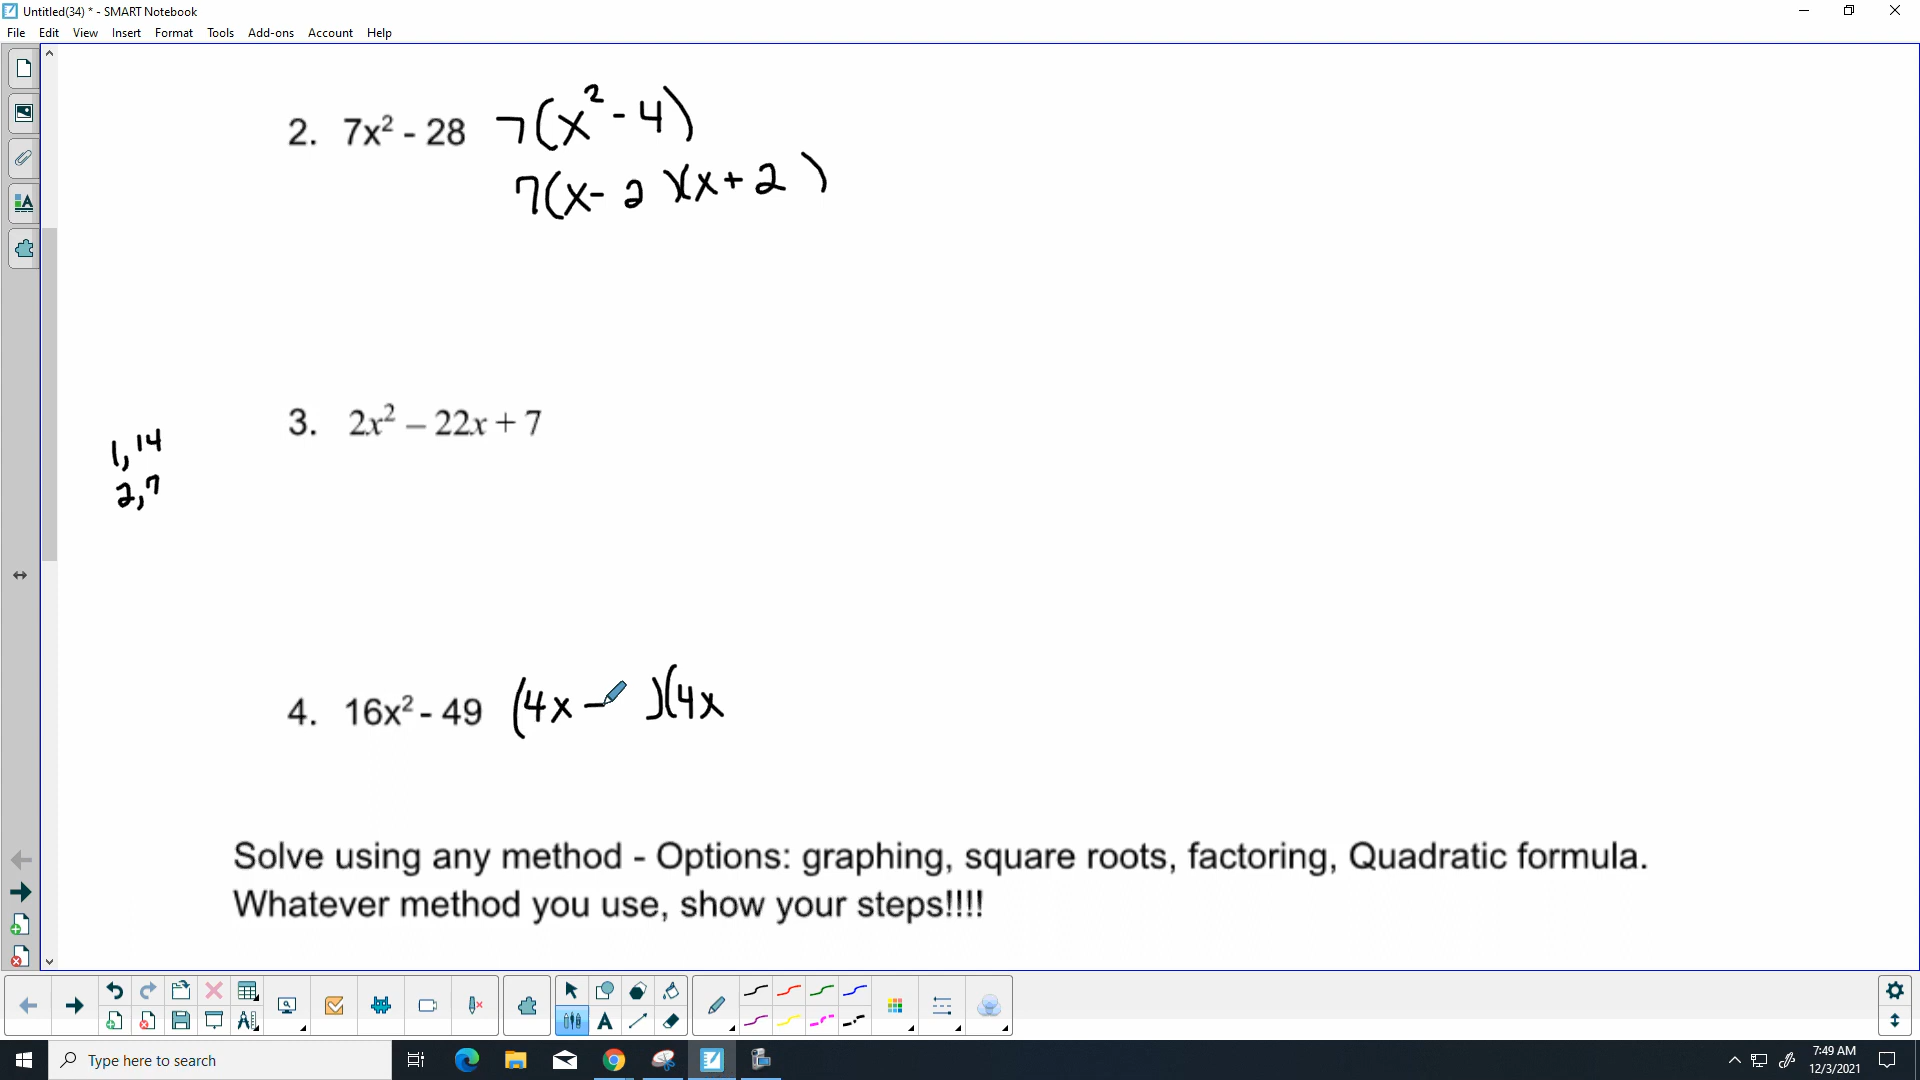 Untitled(34) * - SMART Notebook
File Edit View Insert Format Tools Add-ons Account Help
2. 7x² - 28 7(x² - 4)
7(x - 2)(x + 2)
3. 2x² – 22x + 7
1, 14
2, 7
4. 16x² - 49 (4x - )(4x
Solve using any method - Options: graphing, square roots, factoring, Quadratic formula.
Whatever method you use, show your steps!!!!
Type here to search
7:49 AM
12/3/2021